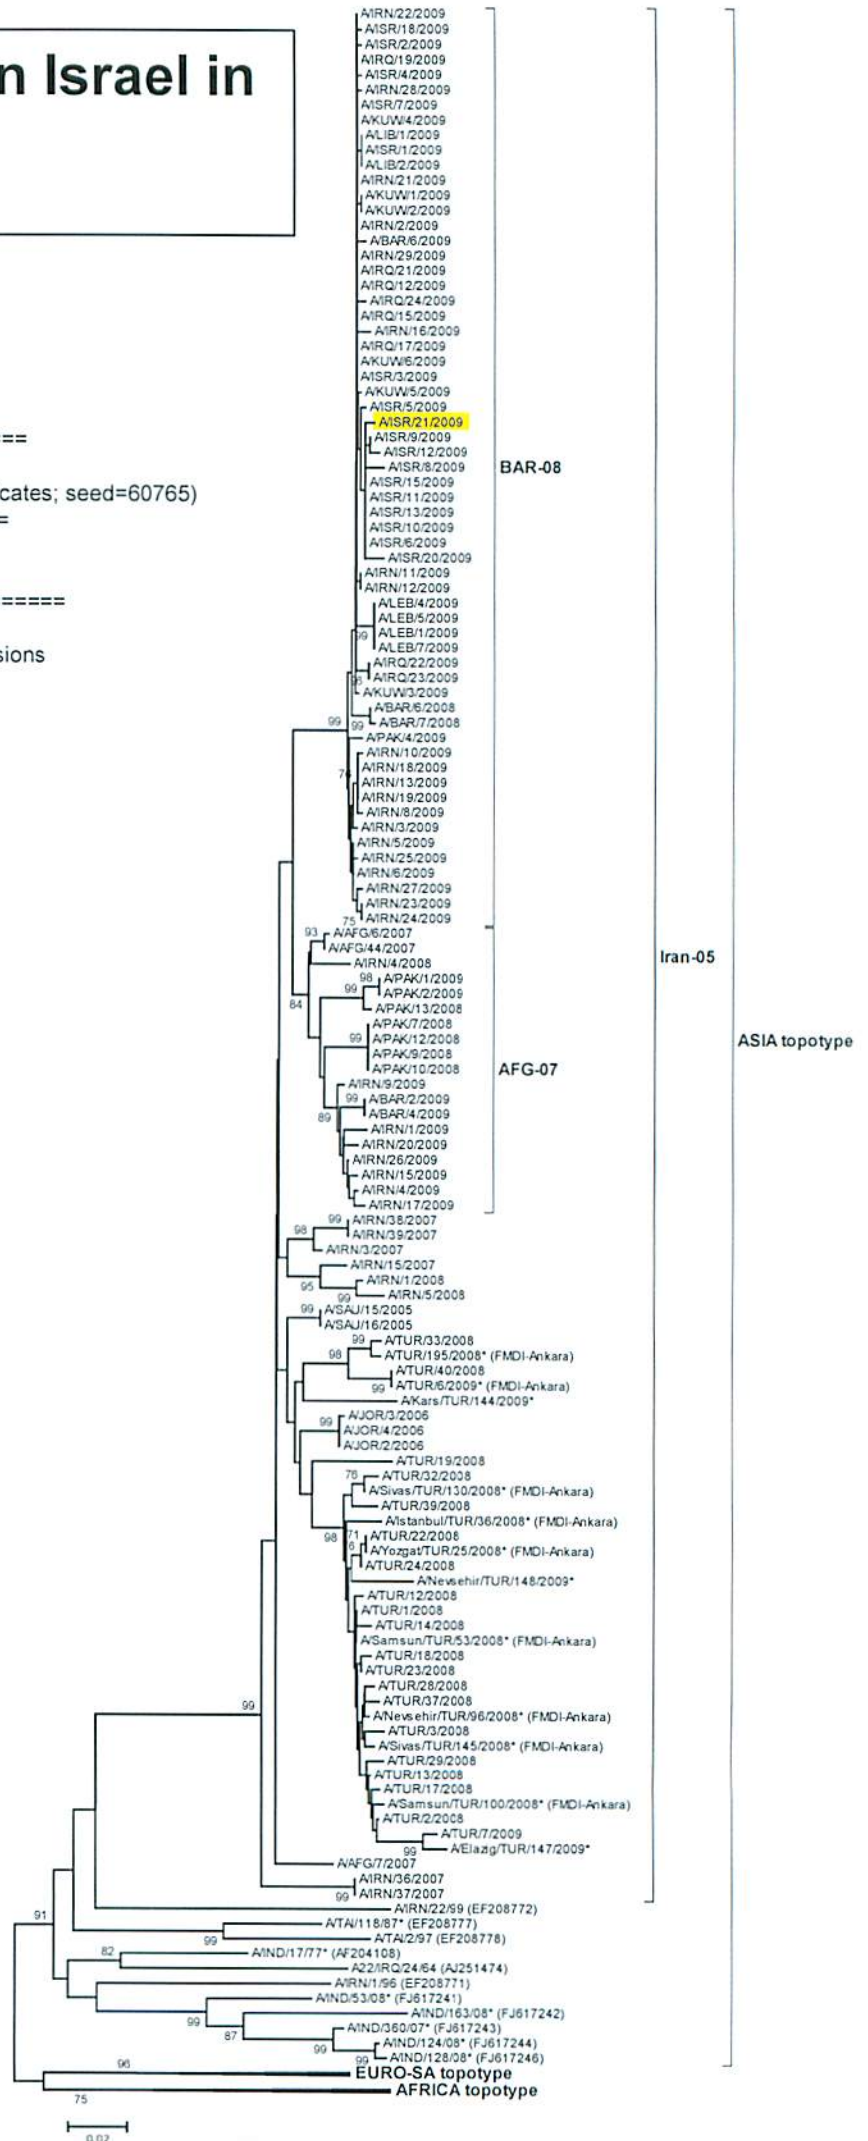 n Israel in
===
cates; seed=60765)
=
=====
sions
A/IRN/22/2009
A/ISR/18/2009
A/ISR/2/2009
A/IRQ/19/2009
A/ISR/4/2009
A/IRN/28/2009
A/ISR/7/2009
A/KUW/4/2009
A/LIB/1/2009
A/ISR/1/2009
A/LIB/2/2009
A/IRN/21/2009
A/KUW/1/2009
A/KUW/2/2009
A/IRN/2/2009
A/BAR/6/2009
A/IRN/29/2009
A/IRQ/21/2009
A/IRQ/12/2009
A/IRQ/24/2009
A/IRQ/15/2009
A/IRN/16/2009
A/IRQ/17/2009
A/KUW/6/2009
A/ISR/3/2009
A/KUW/5/2009
A/ISR/5/2009
A/ISR/21/2009
A/ISR/9/2009
A/ISR/12/2009
A/ISR/8/2009
BAR-08
A/ISR/15/2009
A/ISR/11/2009
A/ISR/13/2009
A/ISR/10/2009
A/ISR/6/2009
A/ISR/20/2009
A/IRN/11/2009
A/IRN/12/2009
A/LEB/4/2009
A/LEB/5/2009
A/LEB/1/2009
99
A/LEB/7/2009
A/IRQ/22/2009
A/IRQ/23/2009
A/KUW/3/2009
A/BAR/6/2008
99 99 A/BAR/7/2008
A/PAK/4/2009
A/IRN/10/2009
A/IRN/18/2009
A/IRN/13/2009
A/IRN/19/2009
A/IRN/8/2009
A/IRN/3/2009
A/IRN/5/2009
A/IRN/25/2009
A/IRN/6/2009
A/IRN/27/2009
A/IRN/23/2009
75 A/IRN/24/2009
93 A/AFG/6/2007
A/AFG/44/2007
Iran-05
A/IRN/4/2008
98 A/PAK/1/2009
99 A/PAK/2/2009
84 A/PAK/13/2008
A/PAK/7/2008
99 A/PAK/12/2008
ASIA topotype
A/PAK/9/2008
A/PAK/10/2008
AFG-07
A/IRN/9/2009
99 A/BAR/2/2009
89 A/BAR/4/2009
A/IRN/1/2009
A/IRN/20/2009
A/IRN/26/2009
A/IRN/15/2009
A/IRN/4/2009
A/IRN/17/2009
99 A/IRN/38/2007
98 A/IRN/39/2007
A/IRN/3/2007
A/IRN/15/2007
95 A/IRN/1/2008
99 A/IRN/5/2008
99 A/SAU/15/2005
A/SAU/16/2005
99 A/TUR/33/2008
98 A/TUR/195/2008* (FMDI-Ankara)
A/TUR/40/2008
99 A/TUR/6/2009* (FMDI-Ankara)
A/Kars/TUR/144/2009*
99 A/JOR/3/2006
A/JOR/4/2006
A/JOR/2/2006
A/TUR/19/2008
76 A/TUR/32/2008
A/Sivas/TUR/130/2008* (FMDI-Ankara)
A/TUR/39/2008
A/Istanbul/TUR/36/2008* (FMDI-Ankara)
98 71 A/TUR/22/2008
A/Yozgat/TUR/25/2008* (FMDI-Ankara)
A/TUR/24/2008
A/Nevsehir/TUR/148/2009*
A/TUR/12/2008
A/TUR/1/2008
A/TUR/14/2008
A/Samsun/TUR/53/2008* (FMDI-Ankara)
A/TUR/18/2008
A/TUR/23/2008
A/TUR/28/2008
A/TUR/37/2008
99 A/Nevsehir/TUR/96/2008* (FMDI-Ankara)
A/TUR/3/2008
A/Sivas/TUR/145/2008* (FMDI-Ankara)
A/TUR/29/2008
A/TUR/13/2008
A/TUR/17/2008
A/Samsun/TUR/100/2008* (FMDI-Ankara)
A/TUR/2/2008
A/TUR/7/2009
99 A/Elazig/TUR/147/2009*
A/AFG/7/2007
A/IRN/36/2007
99 A/IRN/37/2007
A/IRN/22/99 (EF208772)
91 A/TAI/118/87* (EF208777)
99 A/TAI/2/97 (EF208778)
82 A/IND/17/77* (AF204108)
A22/IRQ/24/64 (AJ251474)
A/IRN/1/96 (EF208771)
A/IND/53/08* (FJ617241)
99 A/IND/163/08* (FJ617242)
87 A/IND/360/07* (FJ617243)
99 A/IND/124/08* (FJ617244)
99 A/IND/128/08* (FJ617246)
96 EURO-SA topotype
75 AFRICA topotype
0.02